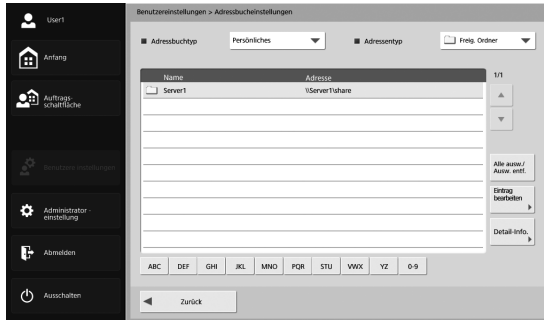 User1
Anfang
Auftrags-
schaltfläche
Benutzere instellungen
Administrator -
einstellung
Abmelden
Ausschalten
Benutzereinstellungen > Adressbucheinstellungen
Adressbuchtyp
Persönliches
Adressentyp
Freig. Ordner
Name Adresse
Server1 \\Server1\share
1/1
Alle ausw./
Ausw. entf.
Eintrag
bearbeiten
Detail-Info.
ABC DEF GHI JKL MNO PQR STU VWX YZ 0-9
Zurück